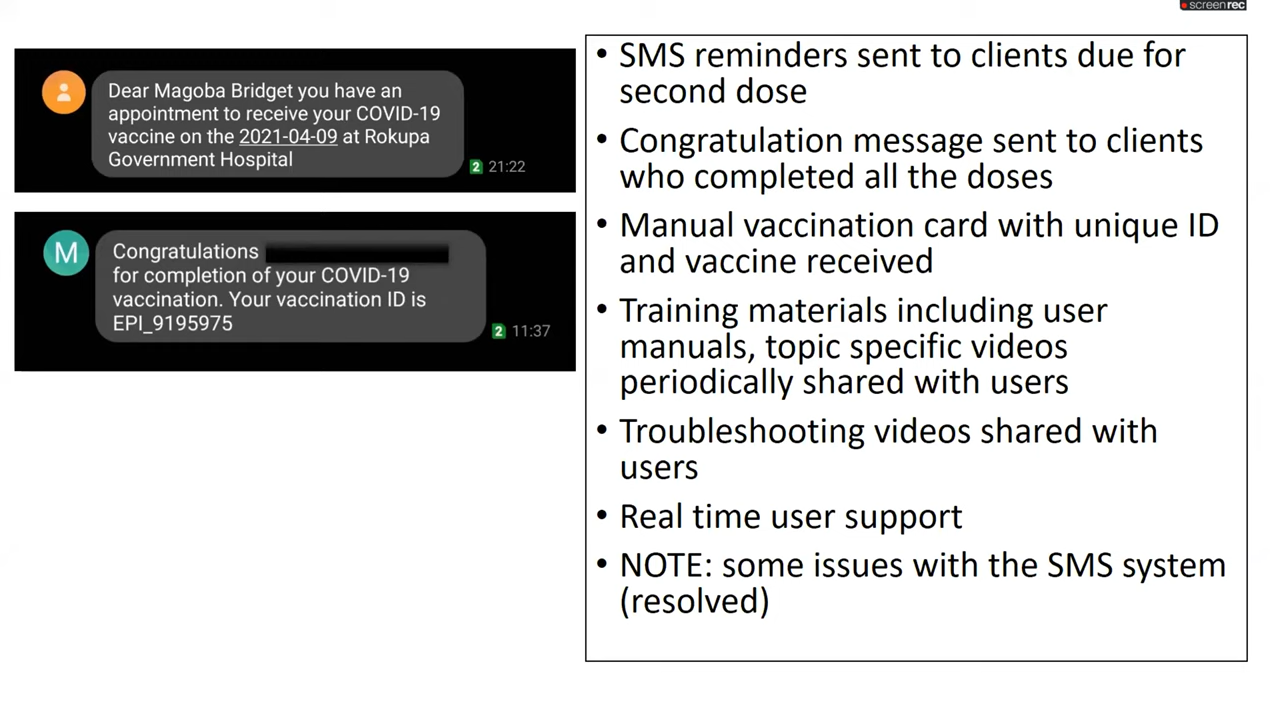 screenrec
Dear Magoba Bridget you have an
appointment to receive your COVID-19
vaccine on the 2021-04-09 at Rokupa
Government Hospital
2 21:22
M
Congratulations
for completion of your COVID-19
vaccination. Your vaccination ID is
EPI_9195975
2 11:37
• SMS reminders sent to clients due for
second dose
• Congratulation message sent to clients
who completed all the doses
• Manual vaccination card with unique ID
and vaccine received
• Training materials including user
manuals, topic specific videos
periodically shared with users
• Troubleshooting videos shared with
users
• Real time user support
• NOTE: some issues with the SMS system
(resolved)